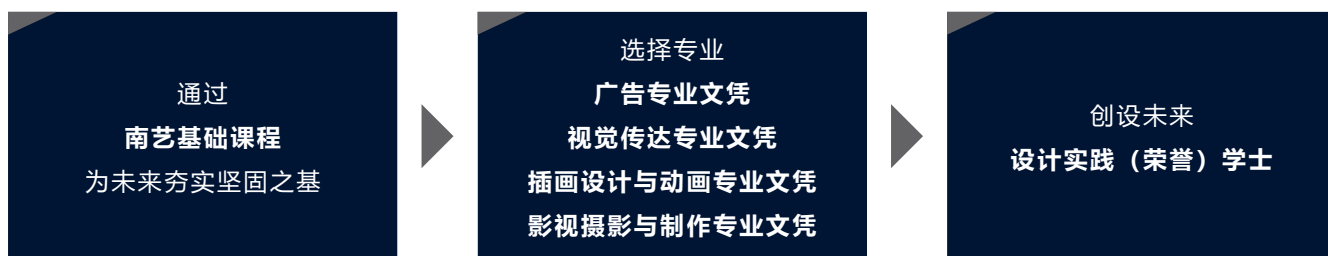 通过
南艺基础课程
为未来夯实坚固之基
选择专业
广告专业文凭
视觉传达专业文凭
插画设计与动画专业文凭
影视摄影与制作专业文凭
创设未来
设计实践（荣誉）学士